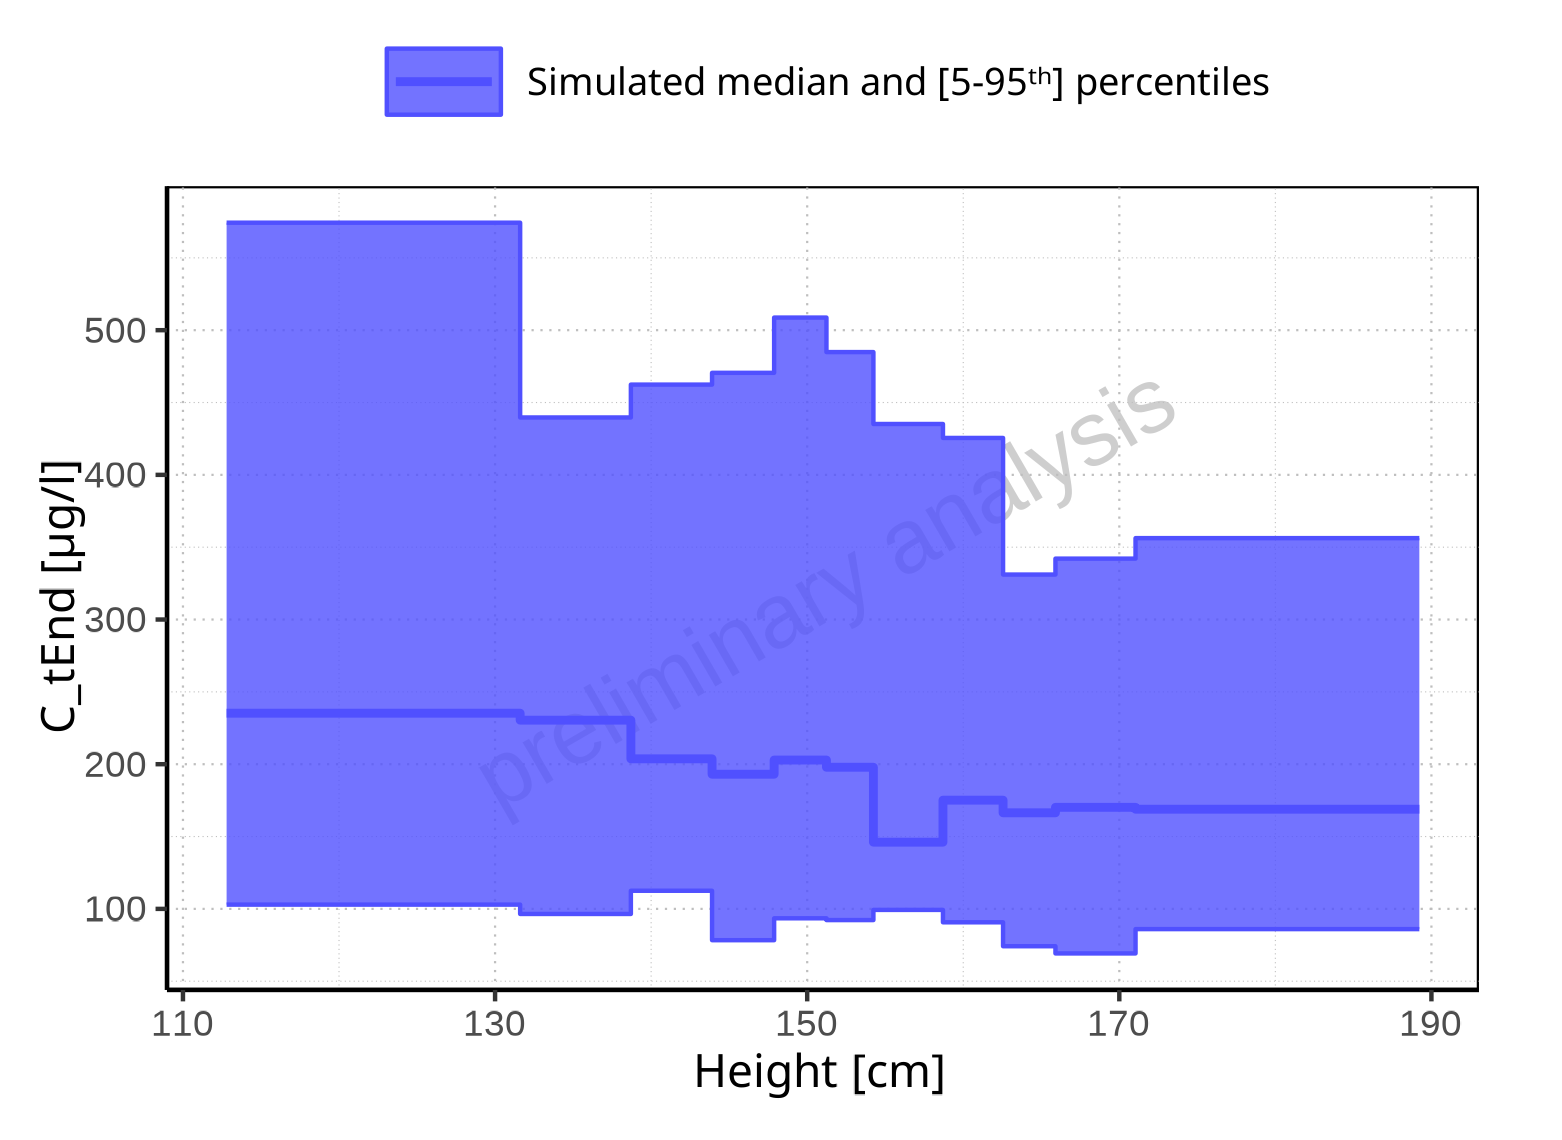 Simulated median and [5-95ᵗʰ] percentiles
C_tEnd [µg/l]
500
400
300
200
100
preliminary analysis
110 130 150 170 190
Height [cm]